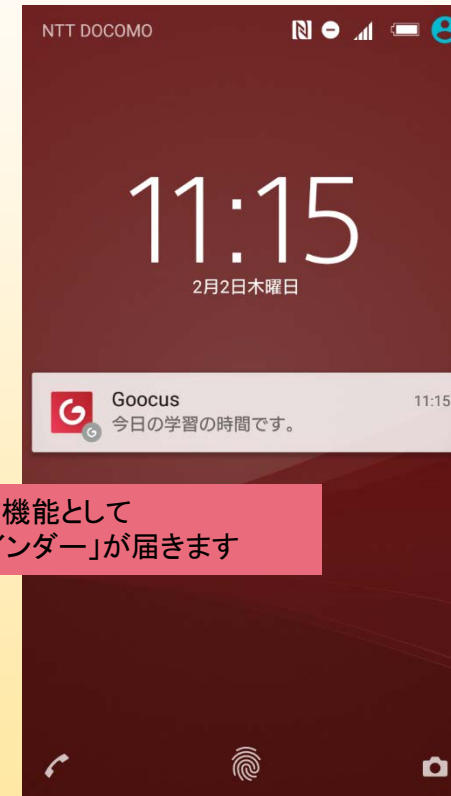 NTT DOCOMO
11:15
2月2日木曜日
Goocus 11:15
今日の学習の時間です。
機能として
インダー」が届きます